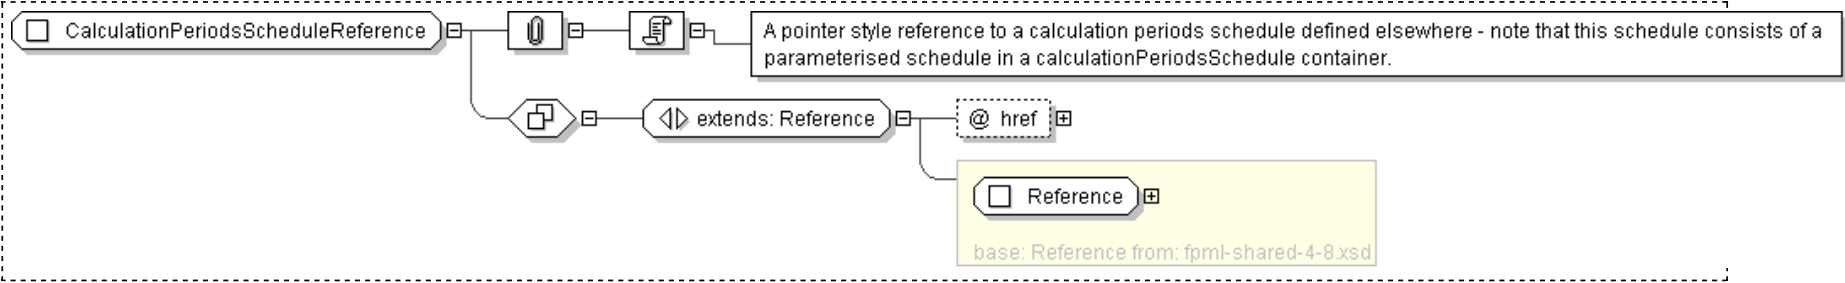 CalculationPeriodsScheduleReference
A pointer style reference to a calculation periods schedule defined elsewhere - note that this schedule consists of a
parameterised schedule in a calculationPeriodsSchedule container.
extends: Reference
@ href
Reference
base: Reference from: fpml-shared-4-8.xsd